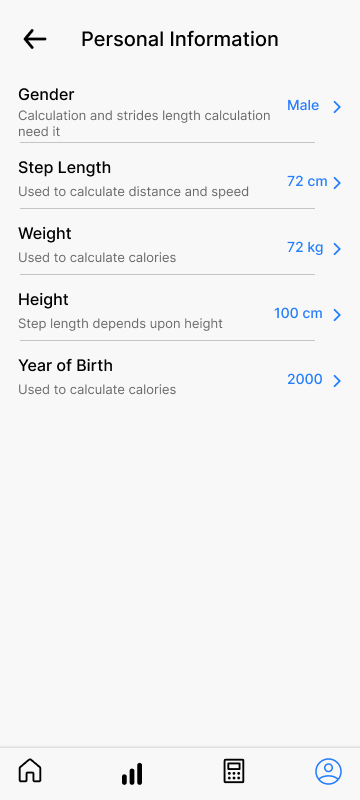 Personal Information
Gender
Calculation and strides length calculation
need it
Male
Step Length
Used to calculate distance and speed
72 cm
Weight
Used to calculate calories
72 kg
Height
Step length depends upon height
100 cm
Year of Birth
Used to calculate calories
2000